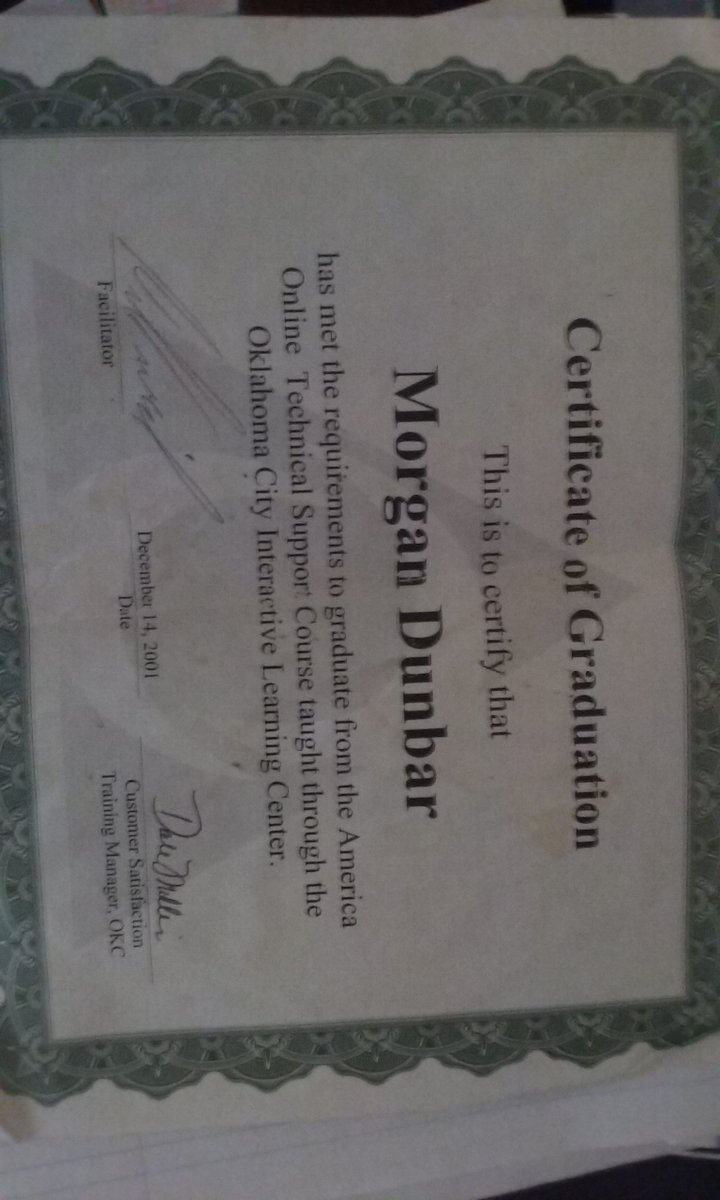 Certificate of Graduation
This is to certify that
Morgan Dunbar
has met the requirements to graduate from the America
Online Technical Support Course taught through the
Oklahoma City Interactive Learning Center.
Facilitator
December 14, 2001
Date
Customer Satisfaction
Training Manager, OKC